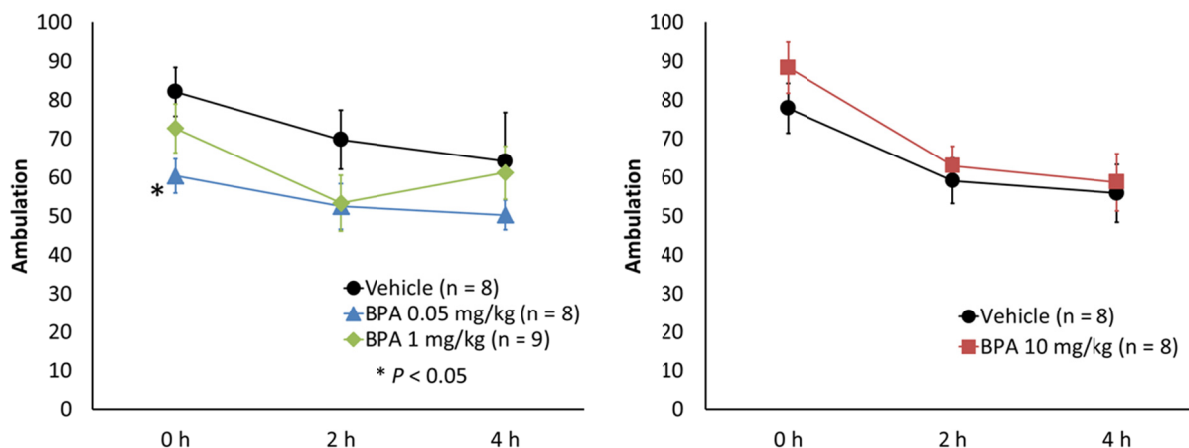 100
90
80
70
60
50
40
30
20
10
0
Ambulation
*
Vehicle (n = 8)
BPA 0.05 mg/kg (n = 8)
BPA 1 mg/kg (n = 9)
* P < 0.05
0 h 2 h 4 h
100
90
80
70
60
50
40
30
20
10
0
Ambulation
Vehicle (n = 8)
BPA 10 mg/kg (n = 8)
0 h 2 h 4 h